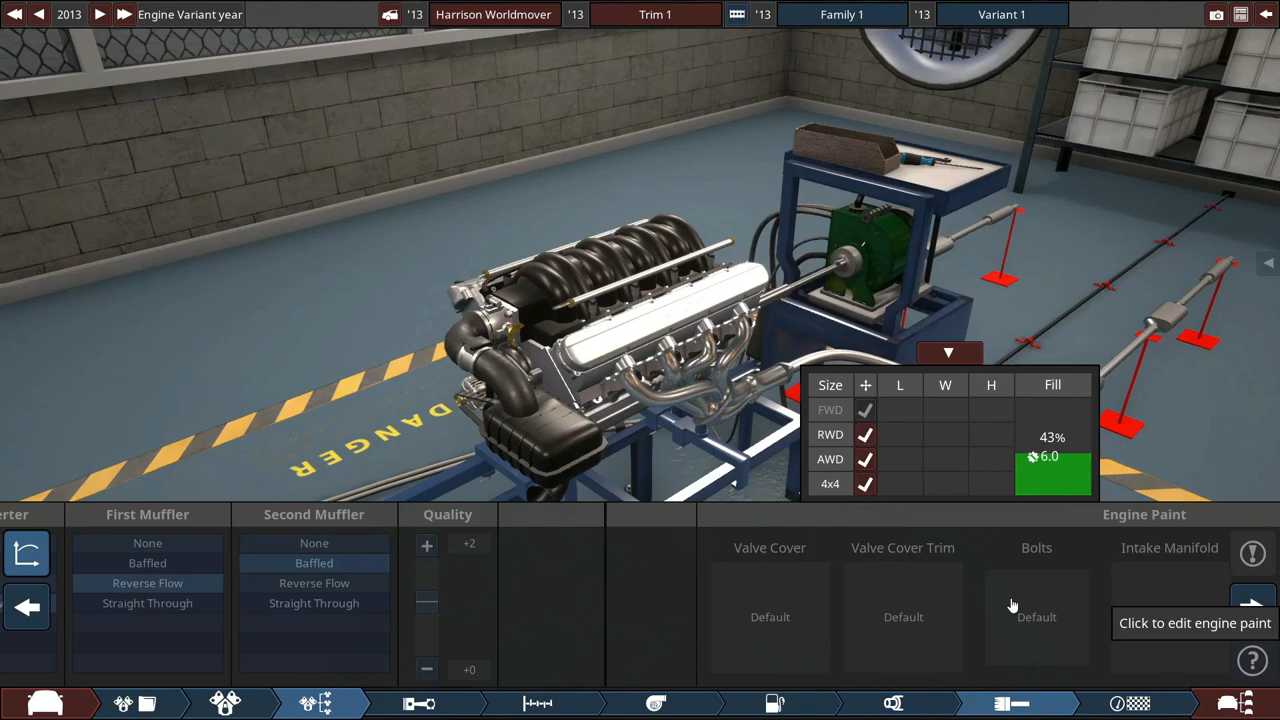 2013 Engine Variant year '13 Harrison Worldmover '13 Trim 1 '13 Family 1 '13 Variant 1
DANGER
Size L W H Fill
FWD
RWD 43%
AWD 6.0
4x4
erter First Muffler Second Muffler Quality Engine Paint
None None + +2 Valve Cover Valve Cover Trim Bolts Intake Manifold
Baffled Baffled
Reverse Flow Reverse Flow
Straight Through Straight Through
Default Default Default Click to edit engine paint
- +0 ?